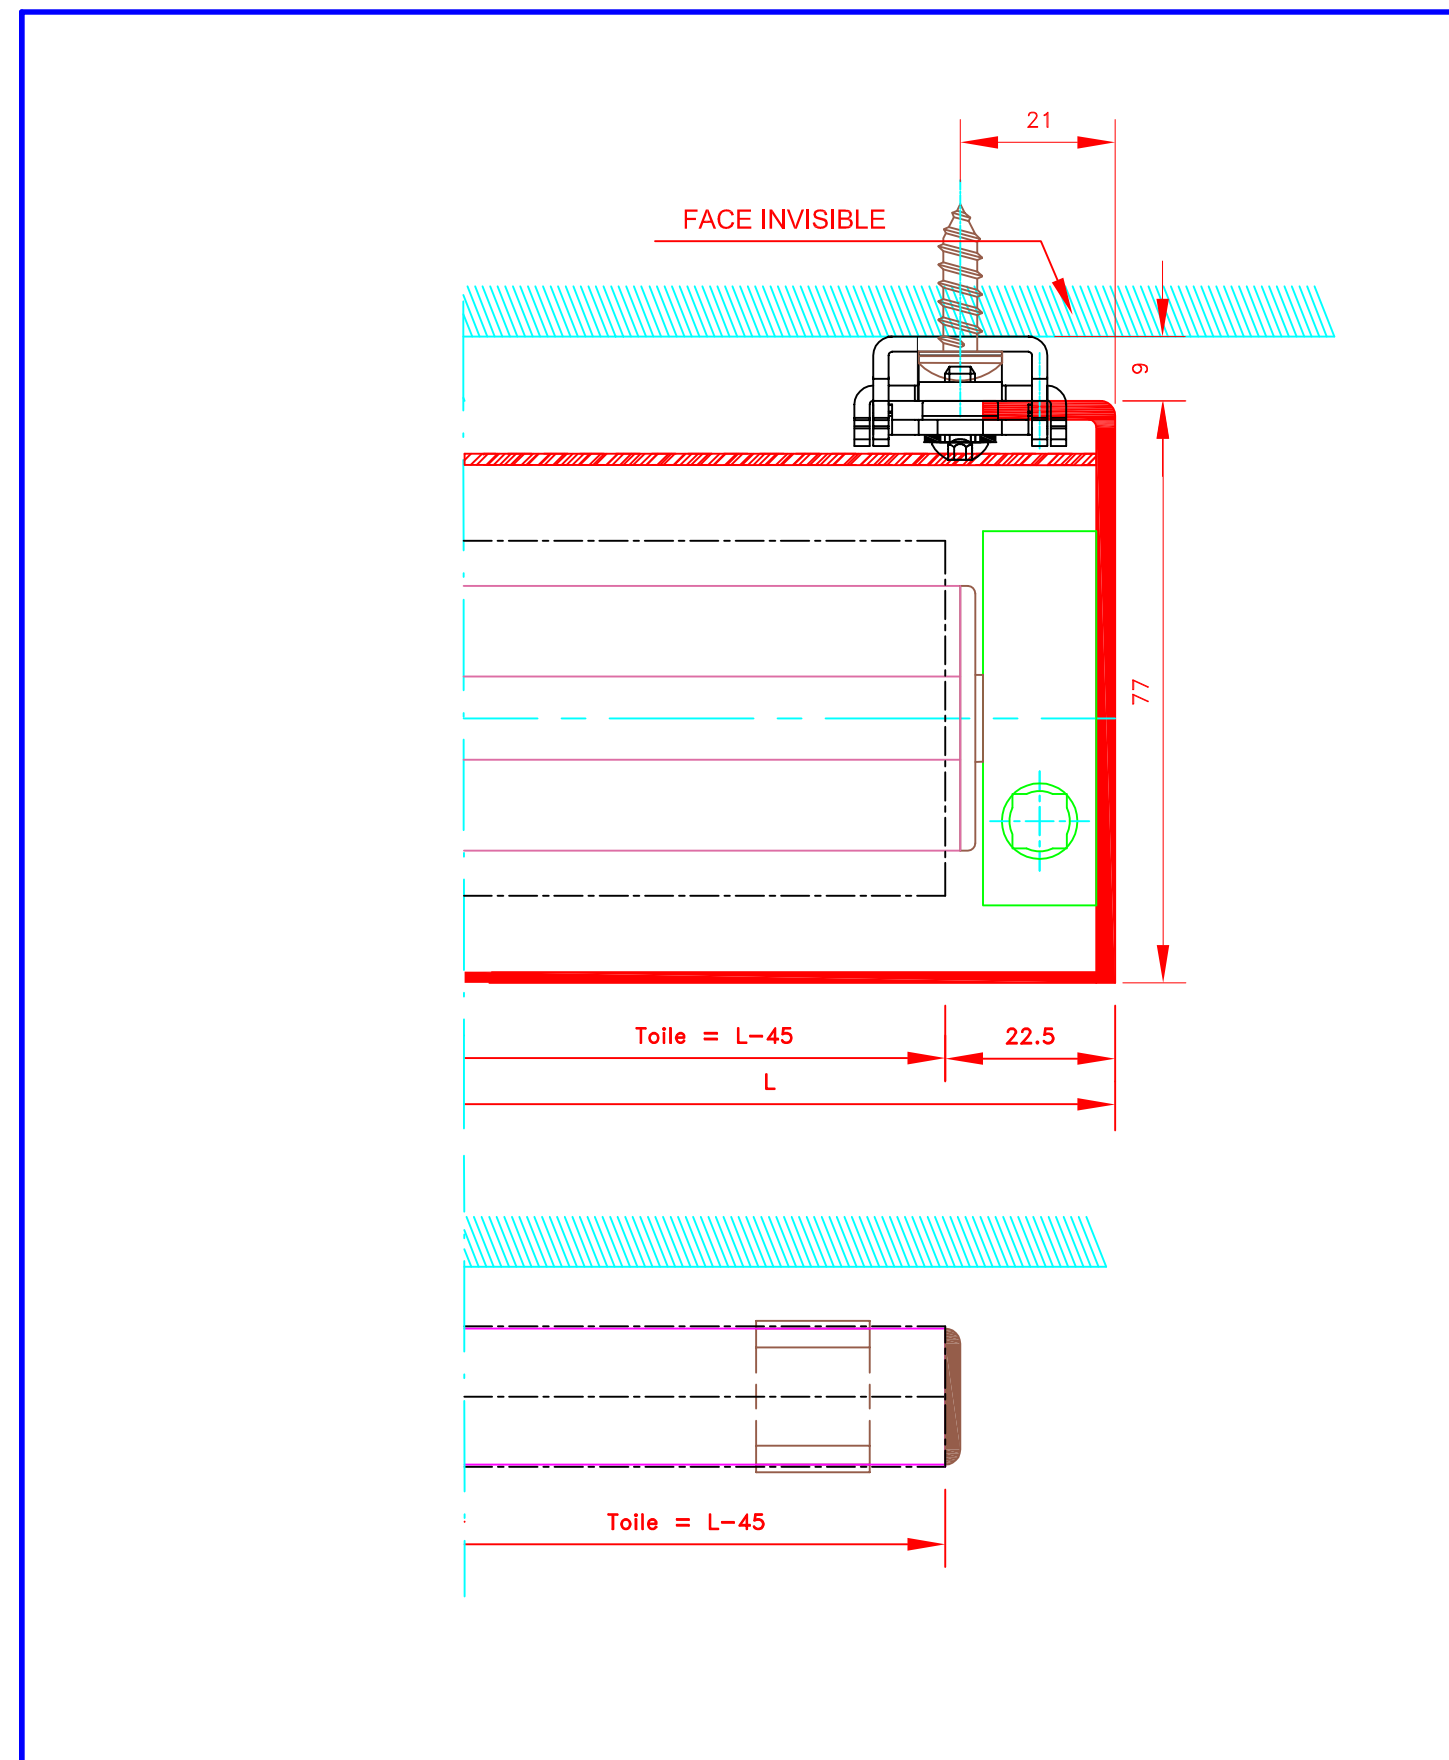 21
FACE INVISIBLE
9
77
Toile = L-45
22.5
L
Toile = L-45